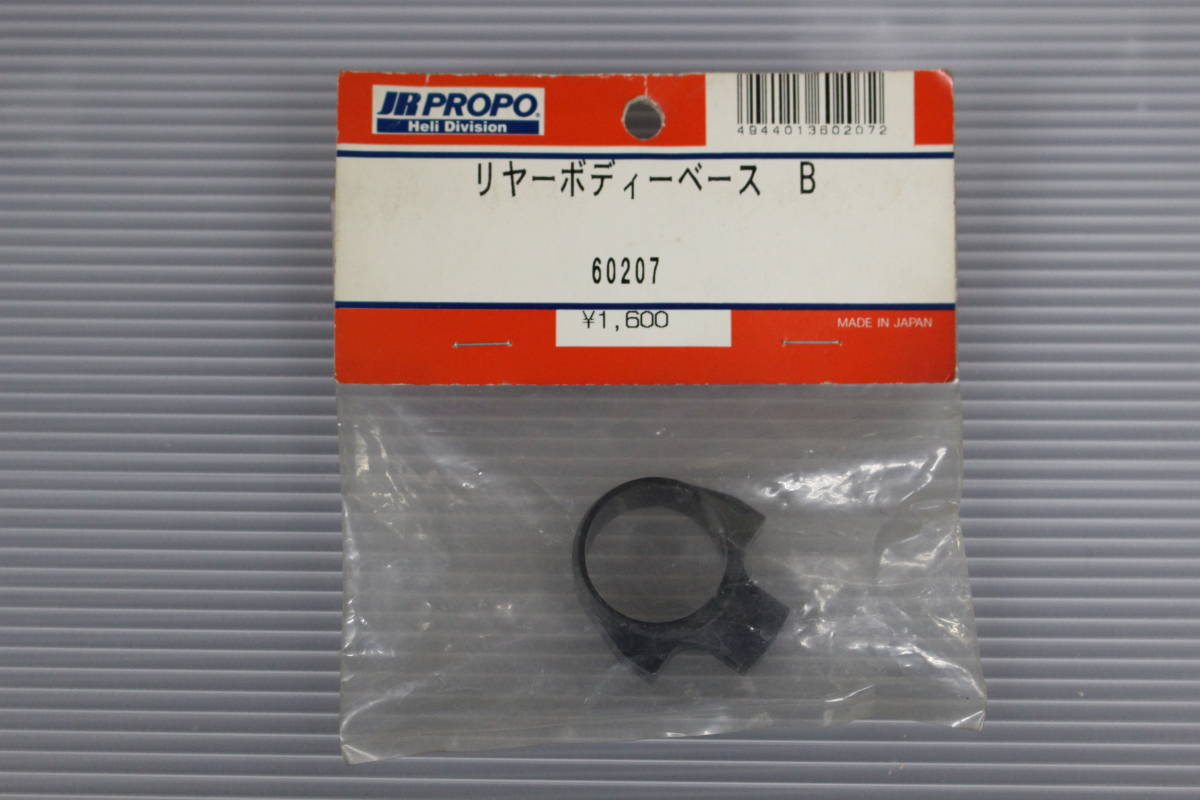 JR PROPO
Heli Division
4944013602072
リヤーボディーベース B
60207
¥1,600
MADE IN JAPAN